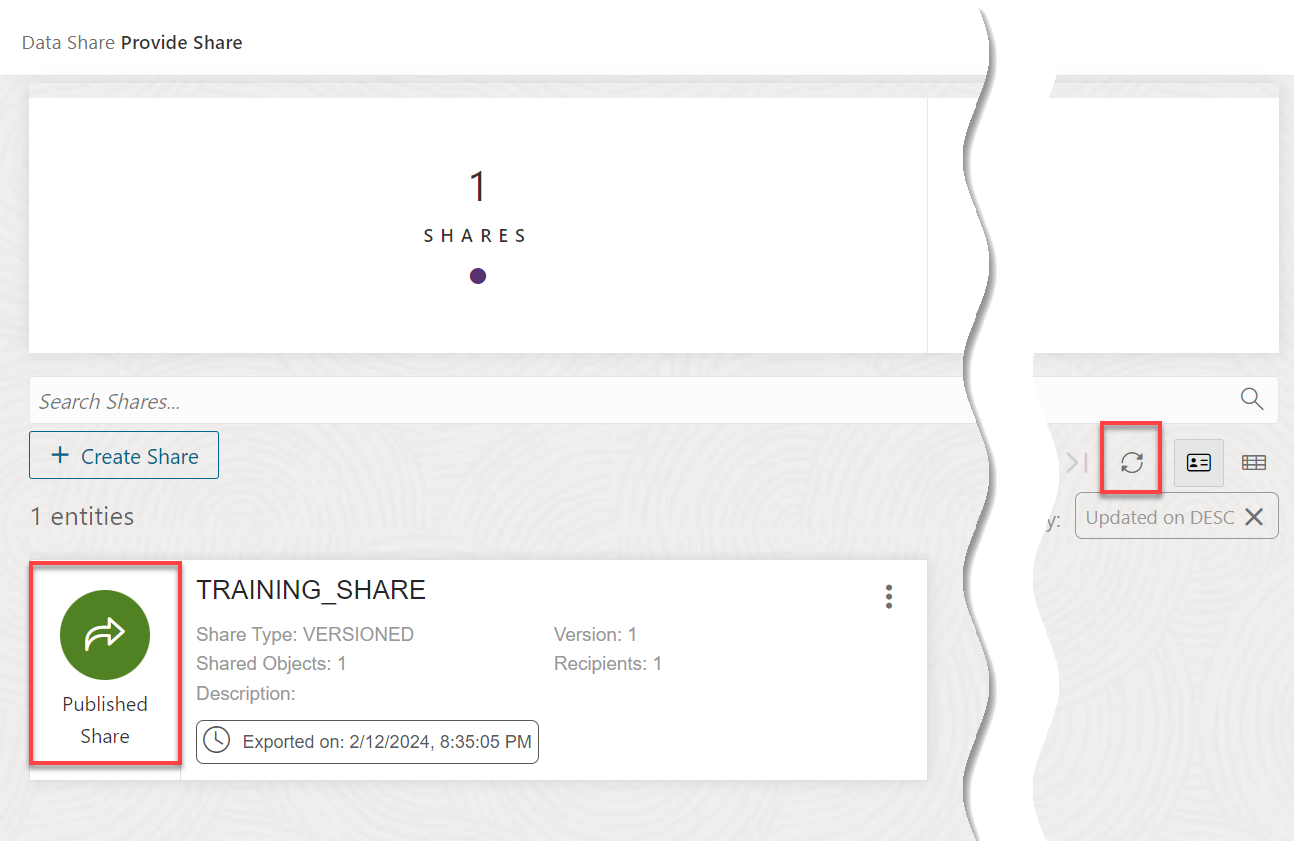 Data Share Provide Share
1
SHARES
Search Shares...
+ Create Share
1 entities
y: Updated on DESC
TRAINING_SHARE
Share Type: VERSIONED Version: 1
Shared Objects: 1 Recipients: 1
Description:
Exported on: 2/12/2024, 8:35:05 PM
Published
Share